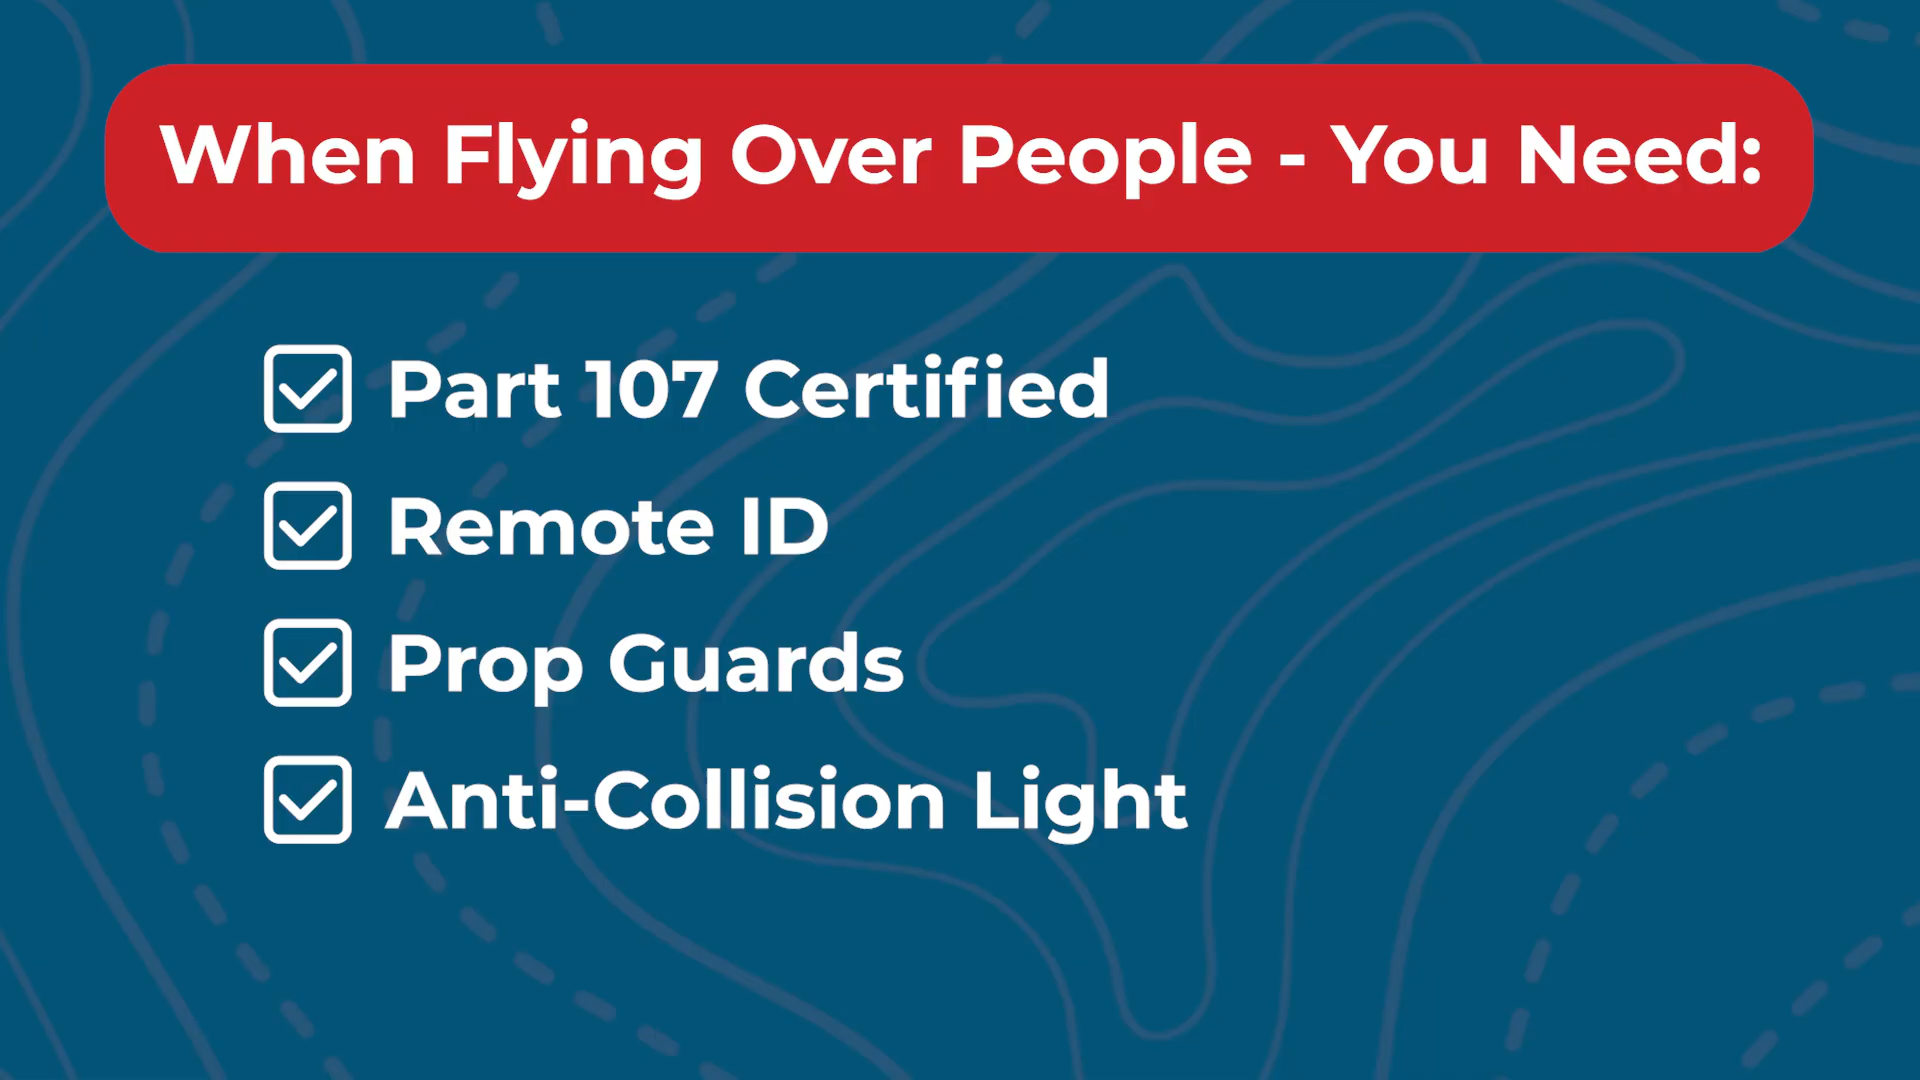 When Flying Over People - You Need:
Part 107 Certified
Remote ID
Prop Guards
Anti-Collision Light